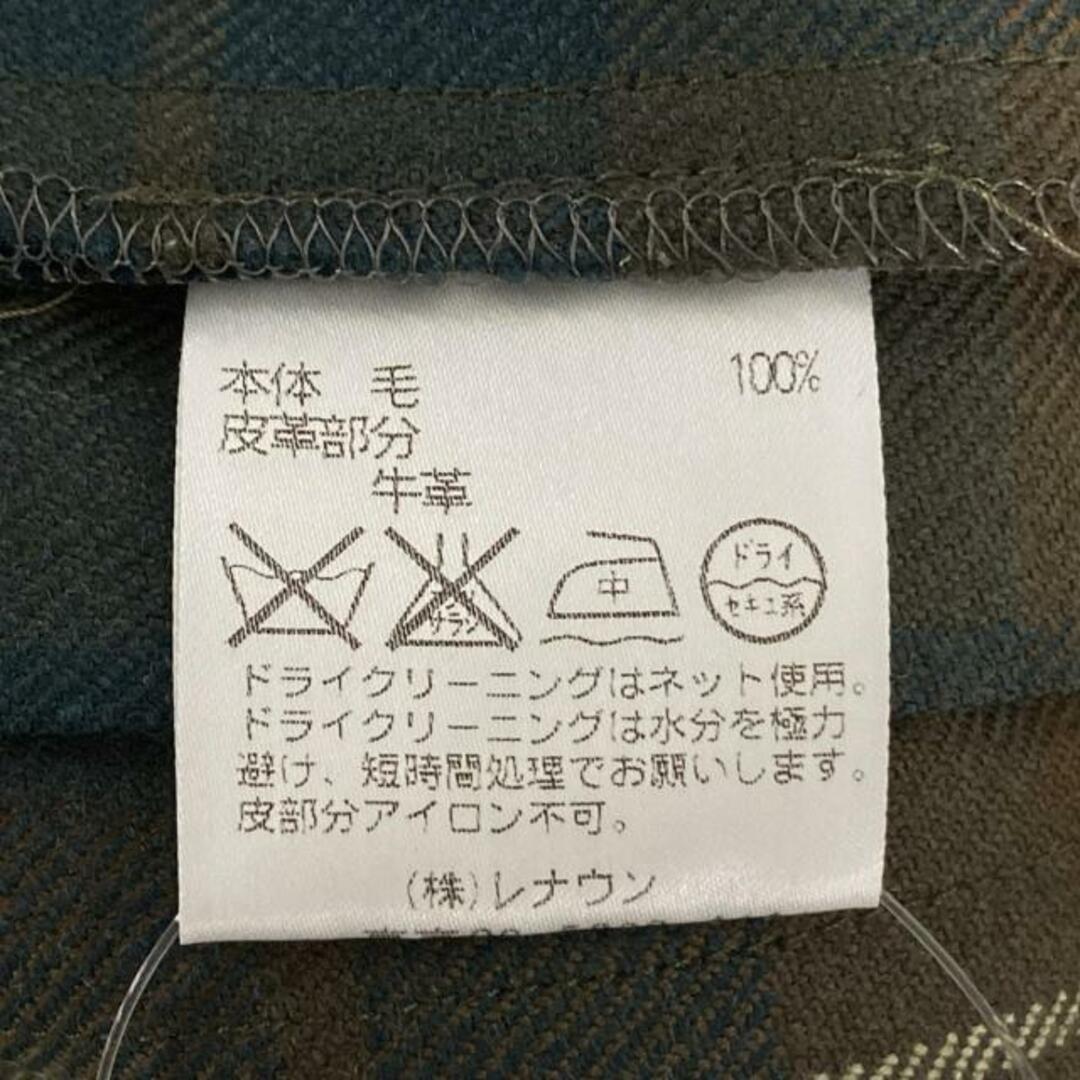 本体 毛 100%
皮革部分
牛革
中
ドライ
セキユ系
ドライクリーニングはネット使用。
ドライクリーニングは水分を極力
避け、短時間処理でお願いします。
皮部分アイロン不可。
(株)レナウン